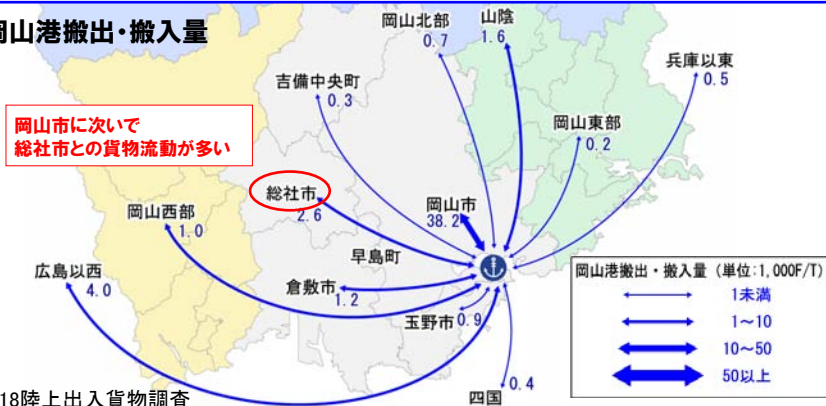 岡山港搬出・搬入量
岡山市に次いで
総社市との貨物流動が多い
岡山北部
0.7
山陰
1.6
兵庫以東
0.5
吉備中央町
0.3
岡山東部
0.2
総社市
2.6
岡山市
38.2
岡山西部
1.0
早島町
広島以西
4.0
倉敷市
1.2
玉野市
0.9
四国
0.4
岡山港搬出・搬入量 (単位:1,000F/T)
1未満
1～10
10～50
50以上
18陸上出入貨物調査